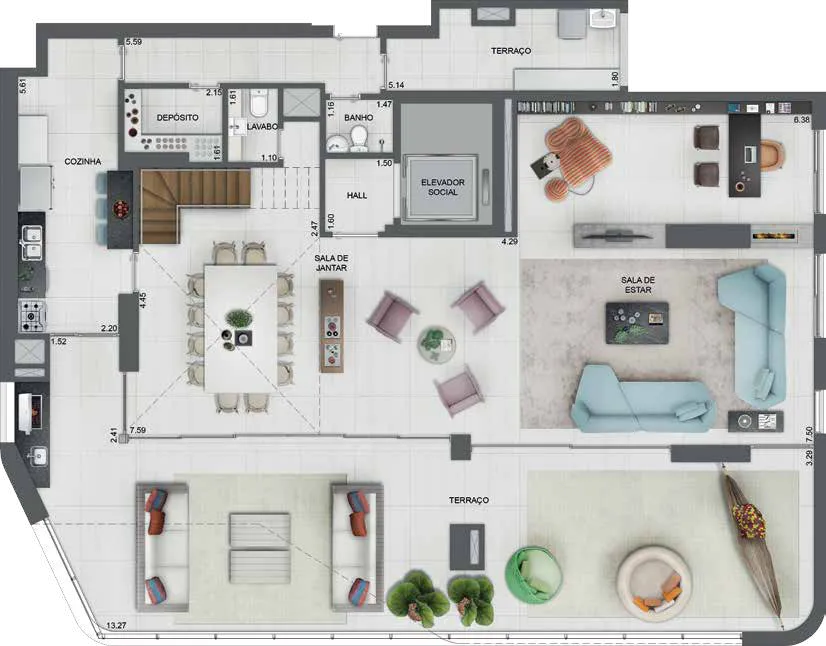 5.59
TERRAÇO
5.61
5.14
1.80
2.15
1.61
1.16
1.47
6.38
DEPÓSITO
LAVABO
BANHO
COZINHA
1.61
1.10
1.50
ELEVADOR
SOCIAL
HALL
1.60
2.47
4.29
SALA DE
JANTAR
SALA DE
ESTAR
4.45
2.20
1.52
2.41
7.59
7.50
3.29
TERRAÇO
13.27